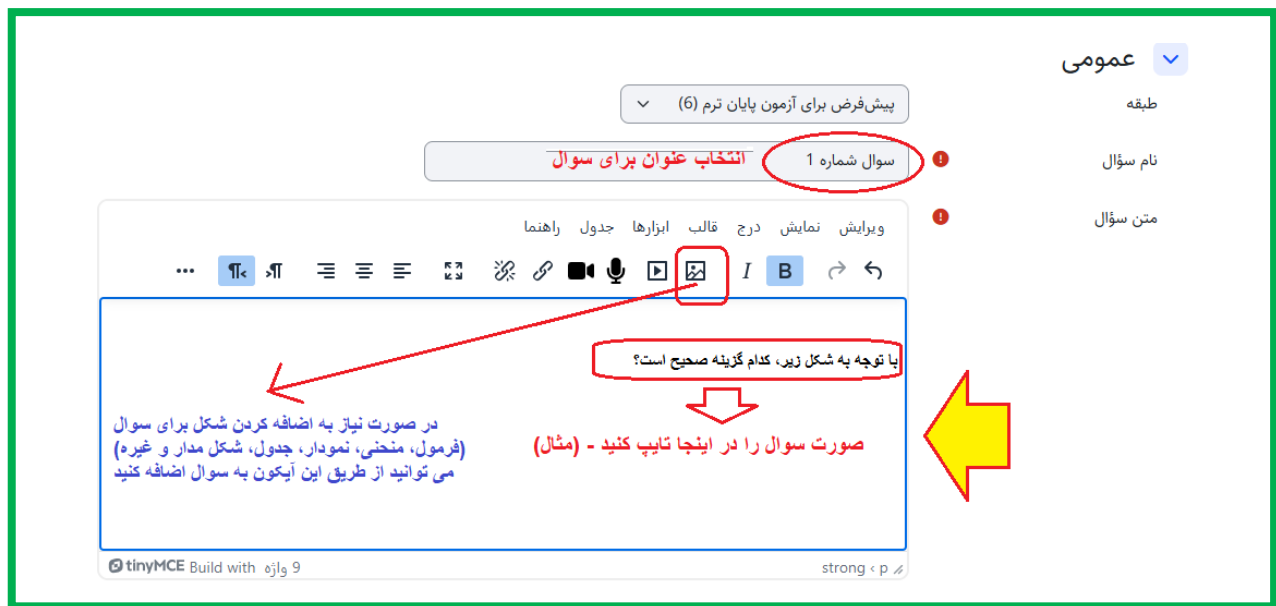 عمومی
طبقه
پیش‌فرض برای آزمون پایان ترم (6)
نام سؤال
سوال شماره 1
انتخاب عنوان برای سوال
متن سؤال
ویرایش نمایش درج قالب ابزارها جدول راهنما
B I
با توجه به شکل زیر، کدام گزینه صحیح است؟
صورت سوال را در اینجا تایپ کنید - (مثال)
در صورت نیاز به اضافه کردن شکل برای سوال
(فرمول، منحنی، نمودار، جدول، شکل مدار و غیره)
می توانید از طریق این آیکون به سوال اضافه کنید
strong ‹ p
9 واژه Build with tinyMCE